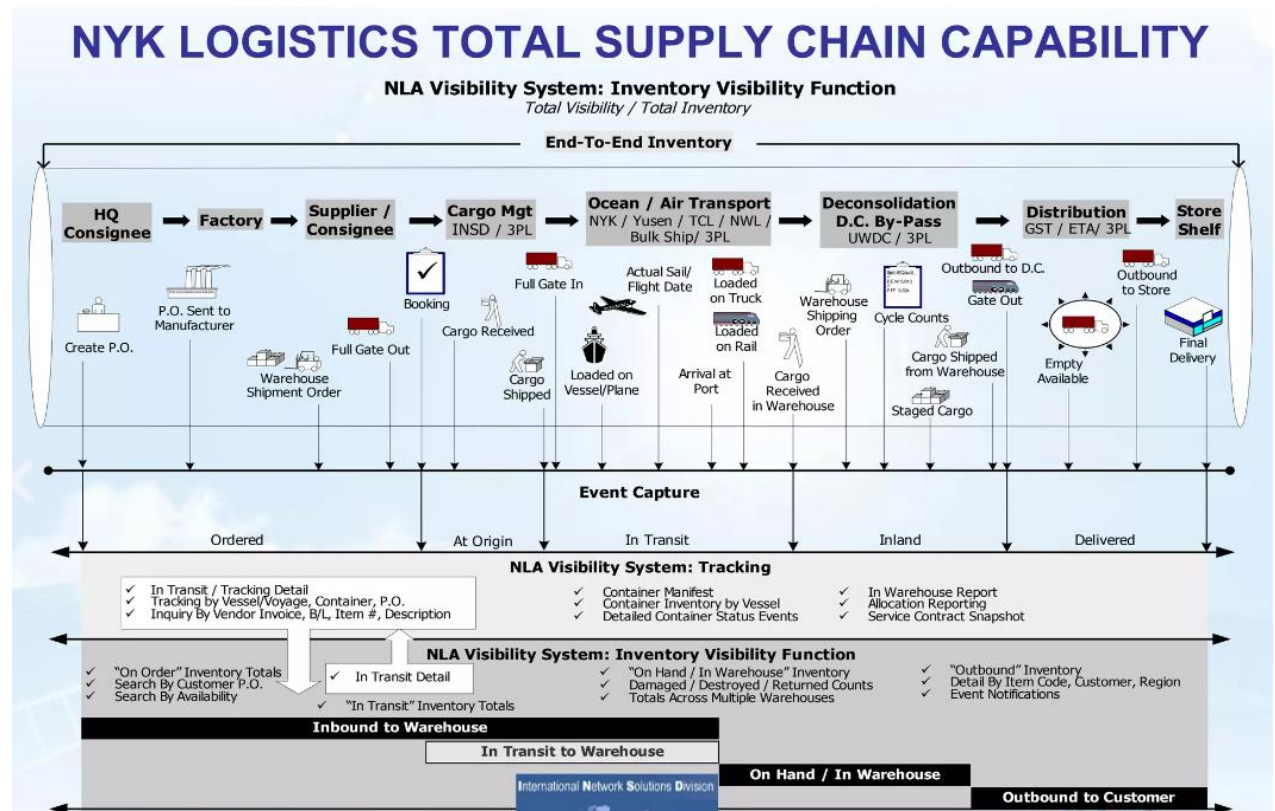 NYK LOGISTICS TOTAL SUPPLY CHAIN CAPABILITY
NLA Visibility System: Inventory Visibility Function
Total Visibility / Total Inventory
End-To-End Inventory
HQ
Consignee
Factory
Supplier /
Consignee
Cargo Mgt
INSD / 3PL
Ocean / Air Transport
NYK / Yusen / TCL / NWL /
Bulk Ship/ 3PL
Deconsolidation
D.C. By-Pass
UWDC / 3PL
Distribution
GST / ETA/ 3PL
Store
Shelf
Create P.O.
P.O. Sent to
Manufacturer
Warehouse
Shipment Order
Full Gate Out
Booking
Cargo Received
Full Gate In
Cargo
Shipped
Loaded on
Vessel/Plane
Actual Sail/
Flight Date
Loaded
on Truck
Loaded
on Rail
Arrival at
Port
Cargo
Received
in Warehouse
Warehouse
Shipping
Order
Cycle Counts
Cargo Shipped
from Warehouse
Staged Cargo
Outbound to D.C.
Gate Out
Empty
Available
Outbound
to Store
Final
Delivery
Event Capture
Ordered
At Origin
In Transit
Inland
Delivered
NLA Visibility System: Tracking
✓ In Transit / Tracking Detail
✓ Tracking by Vessel/Voyage, Container, P.O.
✓ Inquiry By Vendor Invoice, B/L, Item #, Description
✓ Container Manifest
✓ Container Inventory by Vessel
✓ Detailed Container Status Events
✓ In Warehouse Report
✓ Allocation Reporting
✓ Service Contract Snapshot
NLA Visibility System: Inventory Visibility Function
✓ "On Order" Inventory Totals
✓ Search By Customer P.O.
✓ Search By Availability
✓ In Transit Detail
✓ "In Transit" Inventory Totals
✓ "On Hand / In Warehouse" Inventory
✓ Damaged / Destroyed / Returned Counts
✓ Totals Across Multiple Warehouses
✓ "Outbound" Inventory
✓ Detail By Item Code, Customer, Region
✓ Event Notifications
Inbound to Warehouse
In Transit to Warehouse
On Hand / In Warehouse
Outbound to Customer
International Network Solutions Division